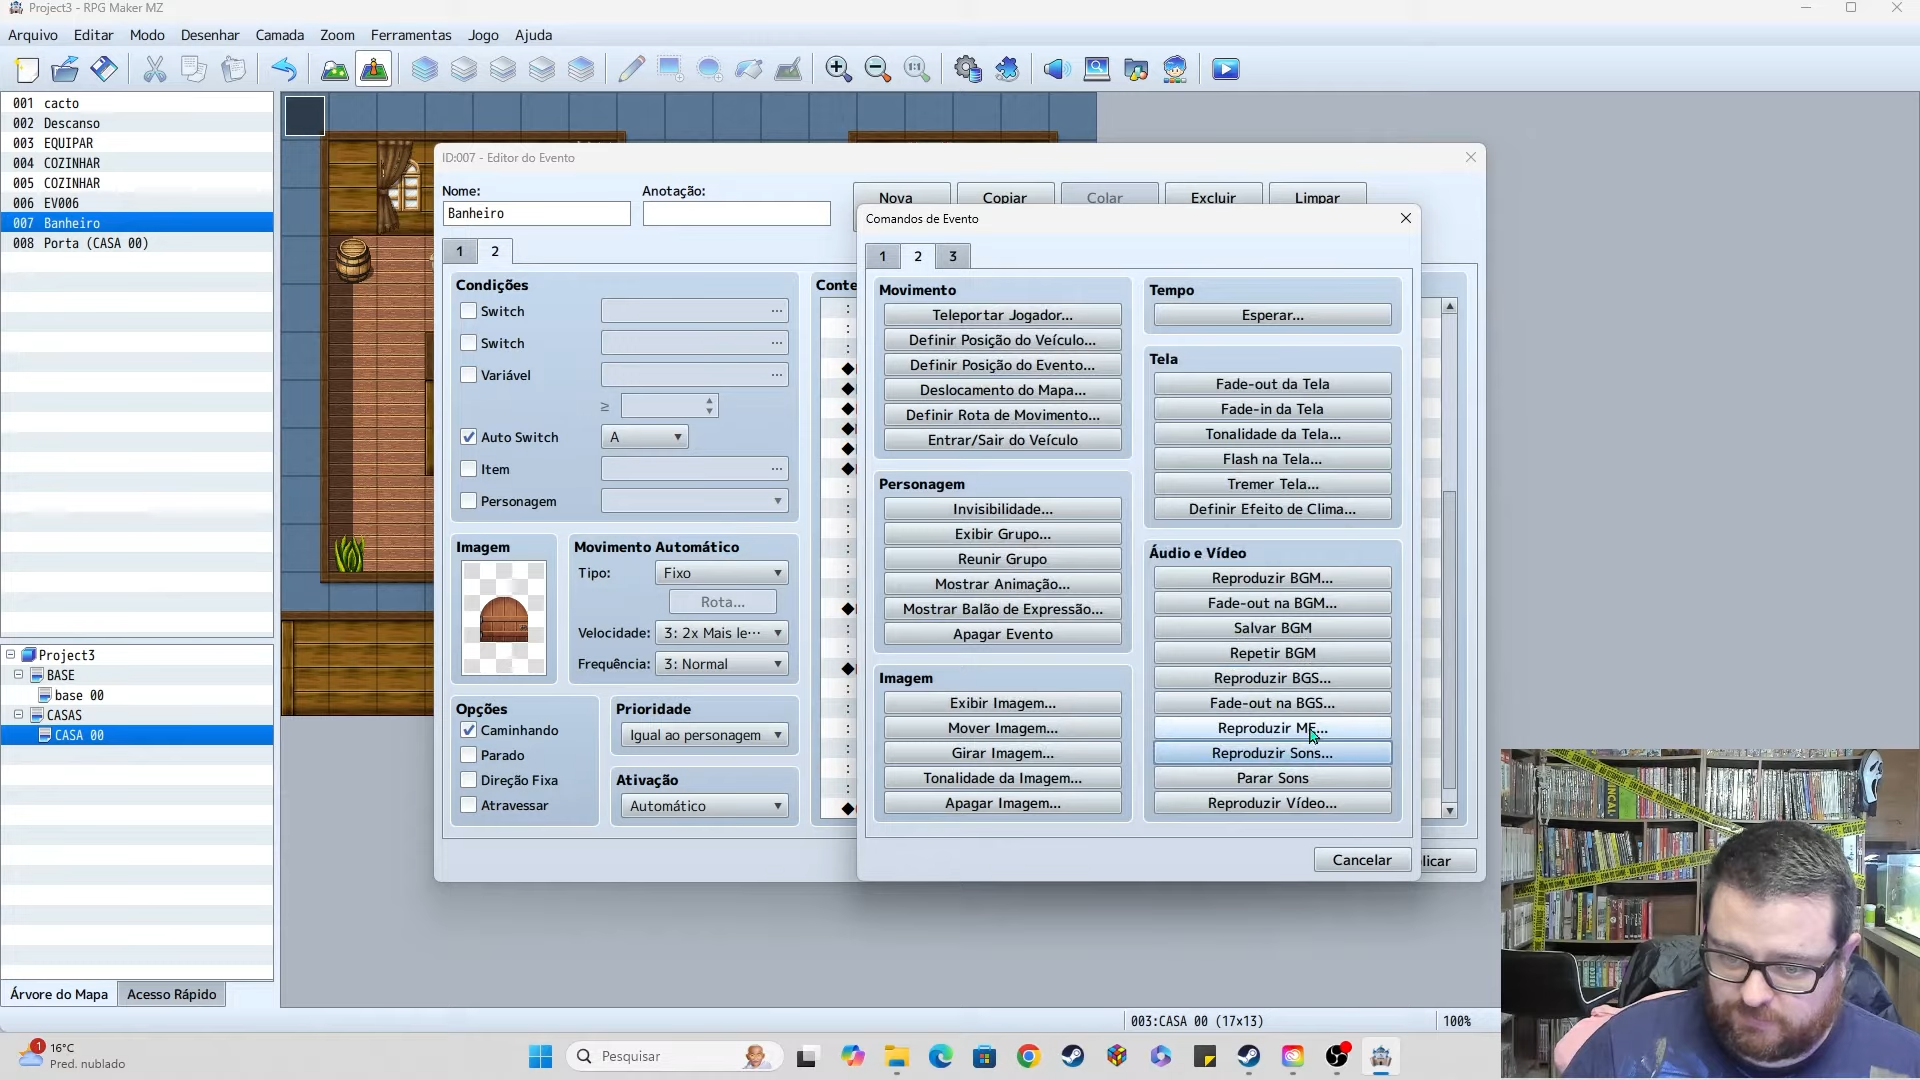 Project3 - RPG Maker MZ
Arquivo Editar Modo Desenhar Camada Zoom Ferramentas Jogo Ajuda
001 cacto
002 Descanso
003 EQUIPAR
004 COZINHAR
005 COZINHAR
006 EV006
007 Banheiro
008 Porta (CASA 00)
Project3
BASE
base 00
CASAS
CASA 00
Árvore do Mapa Acesso Rápido
ID:007 - Editor do Evento
Nome: Anotação:
Banheiro
Nova Copiar Colar Excluir Limpar
1 2
Condições
Switch
Switch
Variável
≥
Auto Switch A
Item
Personagem
Imagem
Movimento Automático
Tipo: Fixo
Rota...
Velocidade: 3: 2x Mais le…
Frequência: 3: Normal
Opções
Caminhando
Parado
Direção Fixa
Atravessar
Prioridade
Igual ao personagem
Ativação
Automático
Conte
Comandos de Evento
1 2 3
Movimento
Teleportar Jogador...
Definir Posição do Veículo...
Definir Posição do Evento...
Deslocamento do Mapa...
Definir Rota de Movimento...
Entrar/Sair do Veículo
Personagem
Invisibilidade...
Exibir Grupo...
Reunir Grupo
Mostrar Animação...
Mostrar Balão de Expressão...
Apagar Evento
Imagem
Exibir Imagem...
Mover Imagem...
Girar Imagem...
Tonalidade da Imagem...
Apagar Imagem...
Tempo
Esperar...
Tela
Fade-out da Tela
Fade-in da Tela
Tonalidade da Tela...
Flash na Tela...
Tremer Tela...
Definir Efeito de Clima...
Áudio e Vídeo
Reproduzir BGM...
Fade-out na BGM...
Salvar BGM
Repetir BGM
Reproduzir BGS...
Fade-out na BGS...
Reproduzir ME...
Reproduzir Sons...
Parar Sons
Reproduzir Vídeo...
Cancelar
licar
003:CASA 00 (17x13) 100%
1
16°C
Pred. nublado
Pesquisar